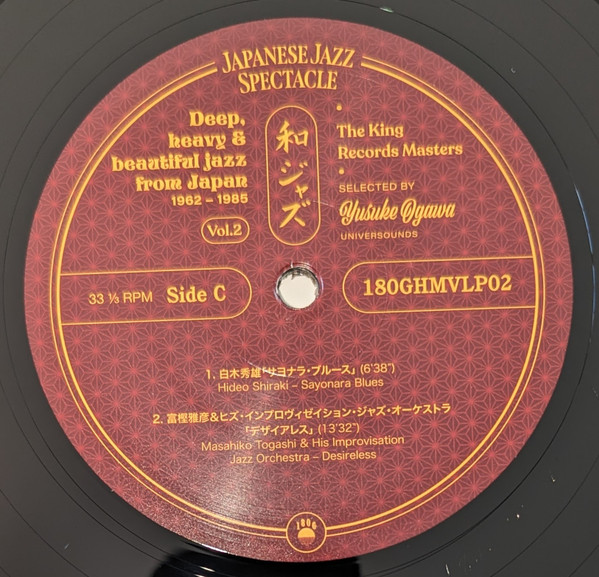 JAPANESE JAZZ
SPECTACLE
Deep,
heavy &
beautiful jazz
from Japan
1962 – 1985
Vol.2
和ジャズ
The King
Records Masters
SELECTED BY
Yusuke Ogawa
UNIVERSOUNDS
33 ⅓ RPM Side C
180GHMVLP02
1. 白木秀雄「サヨナラ・ブルース」 (6'38")
Hideo Shiraki – Sayonara Blues
2. 富樫雅彦&ヒズ・インプロヴィゼイション・ジャズ・オーケストラ
「デザイアレス」 (13'32")
Masahiko Togashi & His Improvisation
Jazz Orchestra – Desireless
180g